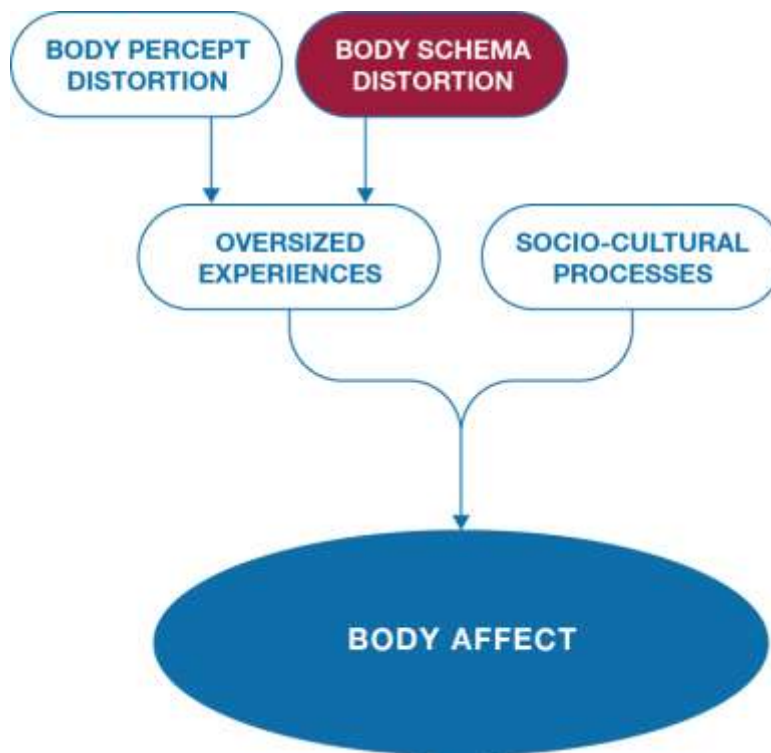 BODY PERCEPT
DISTORTION
BODY SCHEMA
DISTORTION
OVERSIZED
EXPERIENCES
SOCIO-CULTURAL
PROCESSES
BODY AFFECT